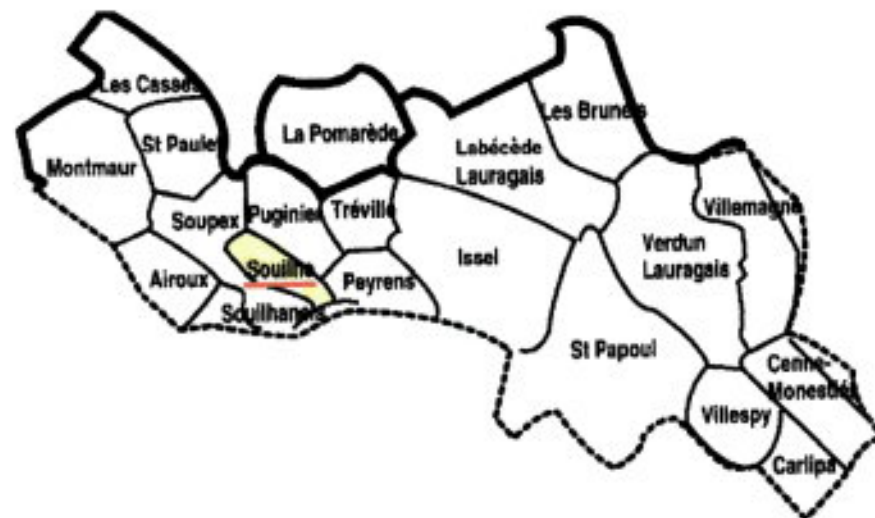 Les Casses
St Paulet
Montmaur
La Pomarède
Les Brunels
Labécède
Lauragais
Soupex
Puginier
Tréville
Villemagne
Verdun
Lauragais
Issel
Airoux
Souilhe
Peyrens
Souilhanels
St Papoul
Cenne-
Monestiés
Villespy
Carlipa